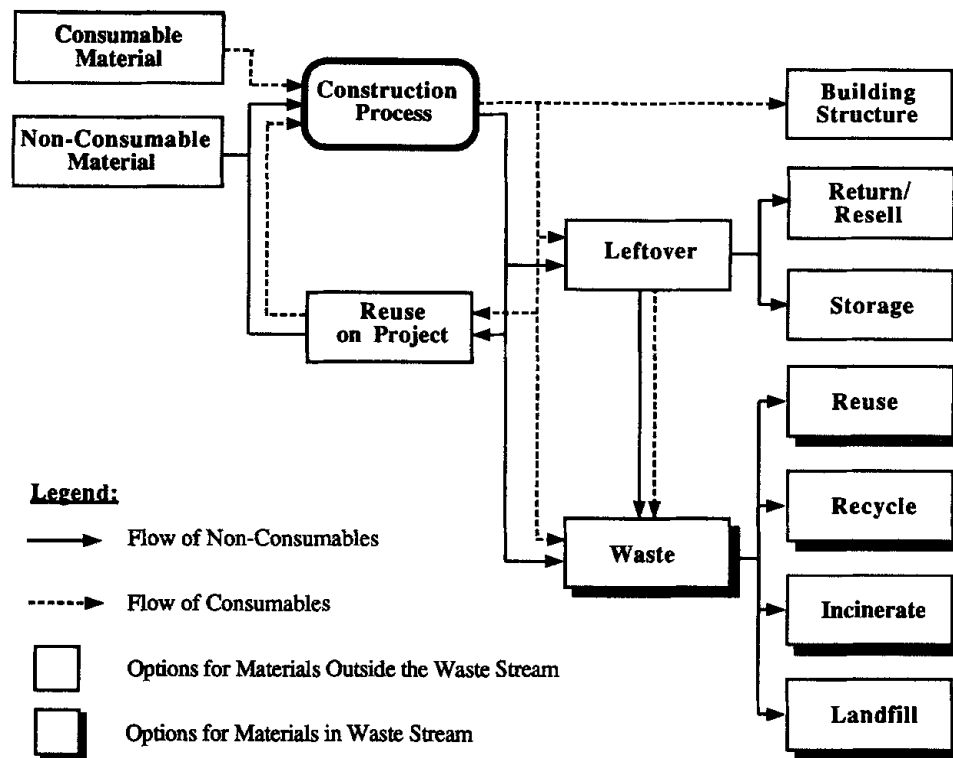 Consumable
Material
Non-Consumable
Material
Construction
Process
Building
Structure
Return/
Resell
Leftover
Storage
Reuse
on Project
Reuse
Recycle
Waste
Incinerate
Landfill
Legend:
Flow of Non-Consumables
Flow of Consumables
Options for Materials Outside the Waste Stream
Options for Materials in Waste Stream